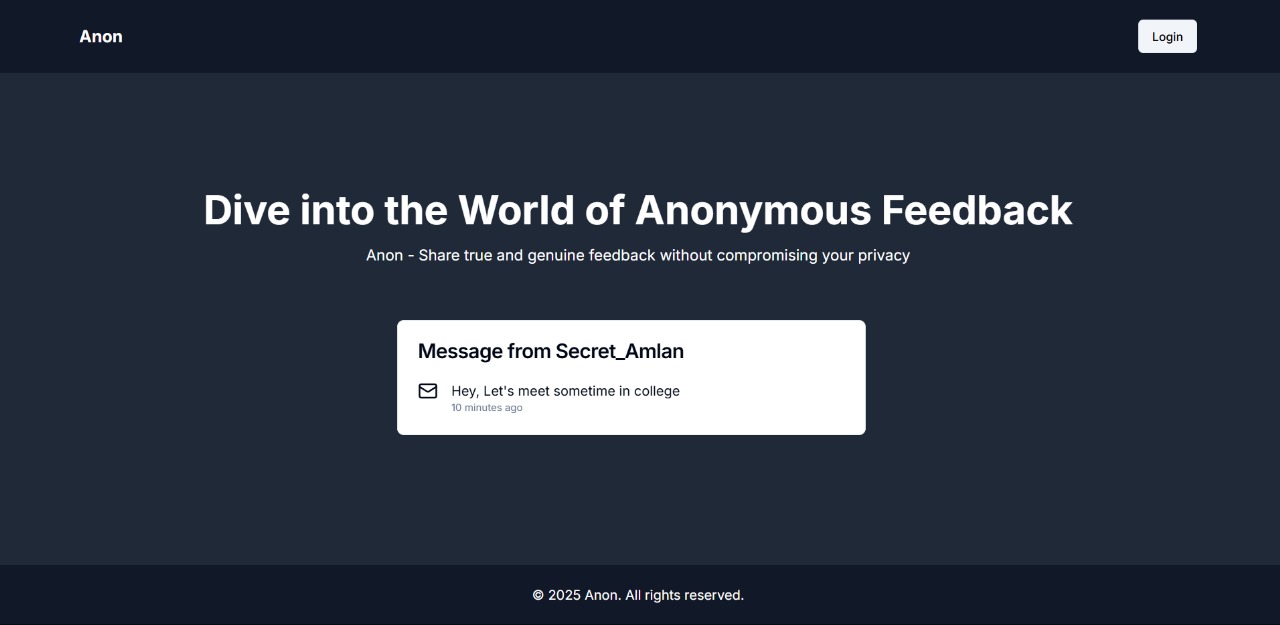 Anon
Login
Dive into the World of Anonymous Feedback
Anon - Share true and genuine feedback without compromising your privacy
Message from Secret_Amlan
Hey, Let's meet sometime in college
10 minutes ago
© 2025 Anon. All rights reserved.